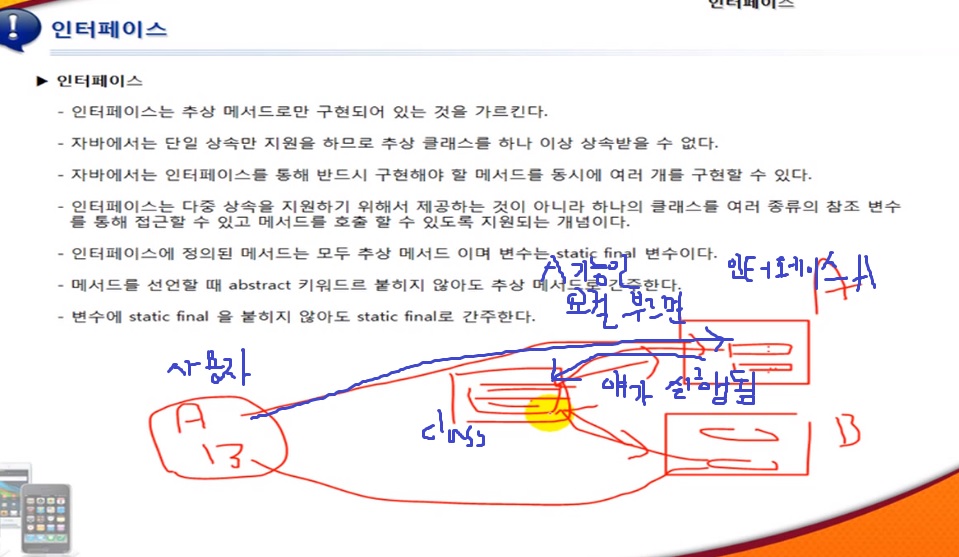 인터페이스
인터페이스
► 인터페이스
- 인터페이스는 추상 메서드로만 구현되어 있는 것을 가르킨다.
- 자바에서는 단일 상속만 지원을 하므로 추상 클래스를 하나 이상 상속받을 수 없다.
- 자바에서는 인터페이스를 통해 반드시 구현해야 할 메서드를 동시에 여러 개를 구현할 수 있다.
- 인터페이스는 다중 상속을 지원하기 위해서 제공하는 것이 아니라 하나의 클래스를 여러 종류의 참조 변수
를 통해 접근할 수 있고 메서드를 호출 할 수 있도록 지원되는 개념이다.
- 인터페이스에 정의된 메서드는 모두 추상 메서드 이며 변수는 static final 변수이다.
- 메서드를 선언할 때 abstract 키워드르 붙히지 않아도 추상 메서드로 간주한다.
- 변수에 static final 을 붙히지 않아도 static final로 간주한다.
A기능인
요걸 부르면
인터페이스 A
사용자
A
B
class
얘가 실행됨
B